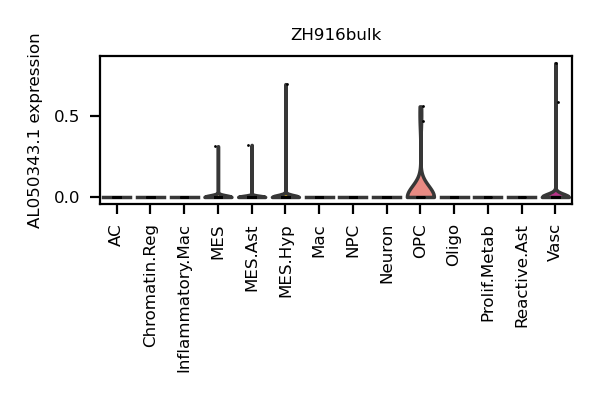 ZH916bulk
AL050343.1 expression
0.5
0.0
AC
Chromatin.Reg
Inflammatory.Mac
MES
MES.Ast
MES.Hyp
Mac
NPC
Neuron
OPC
Oligo
Prolif.Metab
Reactive.Ast
Vasc